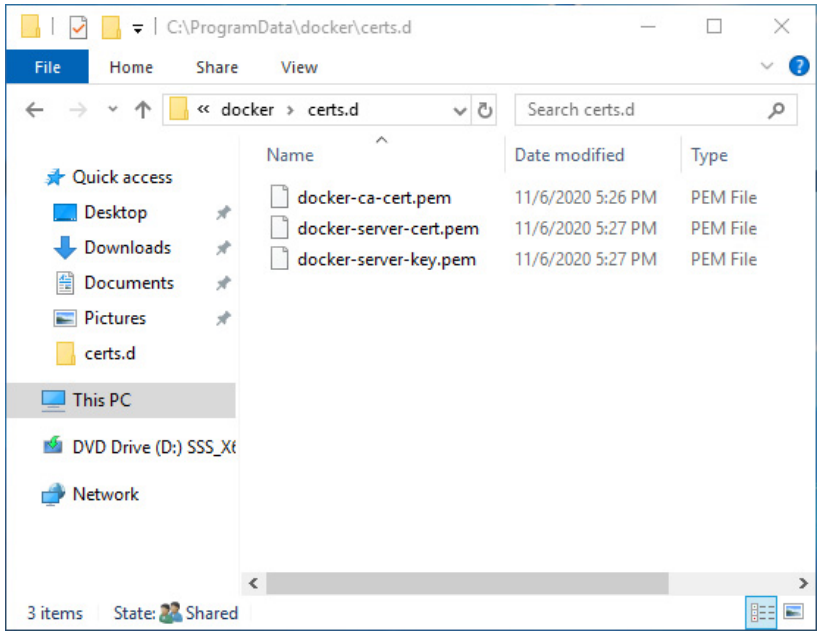 C:\ProgramData\docker\certs.d
File Home Share View ?
« docker > certs.d Search certs.d
Name Date modified Type
Quick access
Desktop
Downloads
Documents
Pictures
certs.d
This PC
DVD Drive (D:) SSS_X6
Network
docker-ca-cert.pem 11/6/2020 5:26 PM PEM File
docker-server-cert.pem 11/6/2020 5:27 PM PEM File
docker-server-key.pem 11/6/2020 5:27 PM PEM File
3 items State: Shared